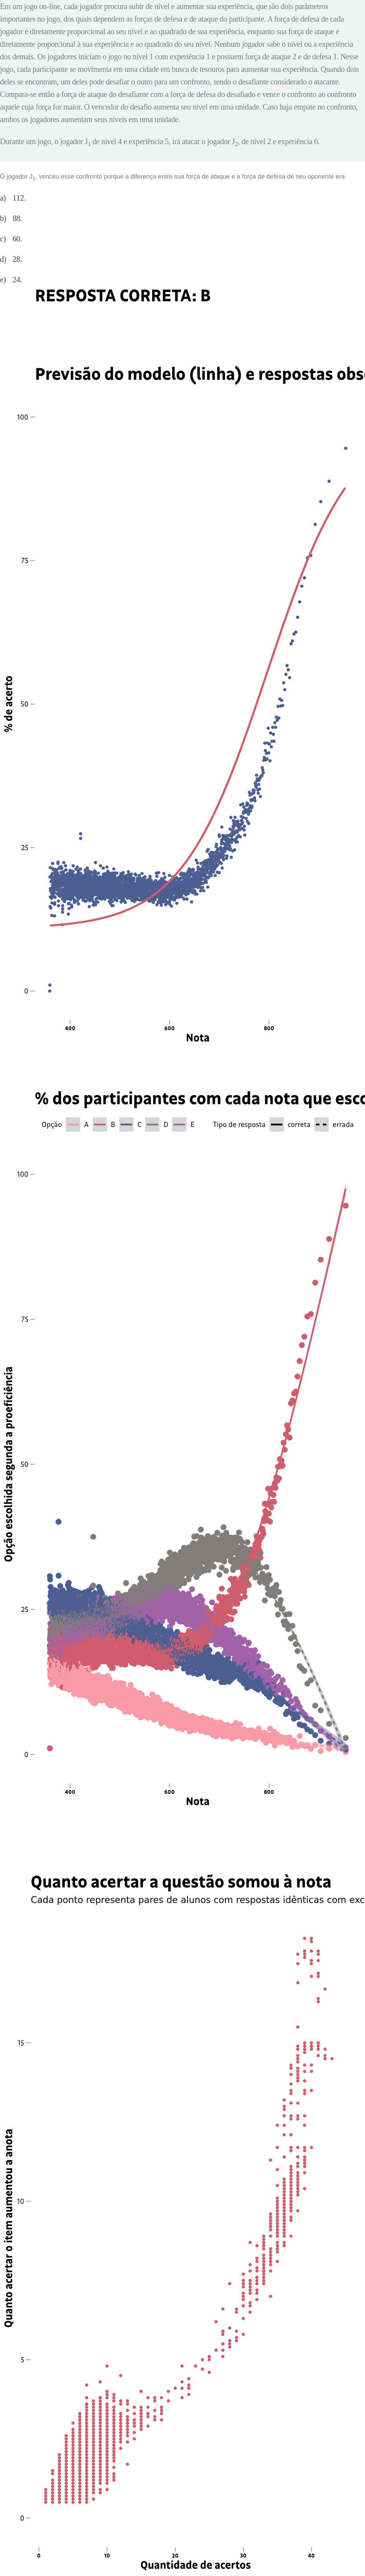 Em um jogo on-line, cada jogador procura subir de nível e aumentar sua experiência, que são dois parâmetros
importantes no jogo, dos quais dependem as forças de defesa e de ataque do participante. A força de defesa de cada
jogador é diretamente proporcional ao seu nível e ao quadrado de sua experiência, enquanto sua força de ataque é
diretamente proporcional à sua experiência e ao quadrado do seu nível. Nenhum jogador sabe o nível ou a experiência
dos demais. Os jogadores iniciam o jogo no nível 1 com experiência 1 e possuem força de ataque 2 e de defesa 1. Nesse
jogo, cada participante se movimenta em uma cidade em busca de tesouros para aumentar sua experiência. Quando dois
deles se encontram, um deles pode desafiar o outro para um confronto, sendo o desafiante considerado o atacante.
Compara-se então a força de ataque do desafiante com a força de defesa do desafiado e vence o confronto ao confronto
aquele cuja força for maior. O vencedor do desafio aumenta seu nível em uma unidade. Caso haja empate no confronto,
ambos os jogadores aumentam seus níveis em uma unidade.
Durante um jogo, o jogador J1 de nível 4 e experiência 5, irá atacar o jogador J2, de nível 2 e experiência 6.
O jogador J1, venceu esse confronto porque a diferença entre sua força de ataque e a força de defesa de seu oponente era
a) 112.
b) 88.
c) 60.
d) 28.
e) 24.
RESPOSTA CORRETA: B
Previsão do modelo (linha) e respostas obs
100
75
50
25
0
% de acerto
400 600 800
Nota
% dos participantes com cada nota que esco
Opção A B C D E Tipo de resposta correta errada
100
75
50
25
0
Opção escolhida segunda a proeficiência
400 600 800
Nota
Quanto acertar a questão somou à nota
Cada ponto representa pares de alunos com respostas idênticas com exc
15
10
5
0
Quanto acertar o item aumentou a anota
0 10 20 30 40
Quantidade de acertos